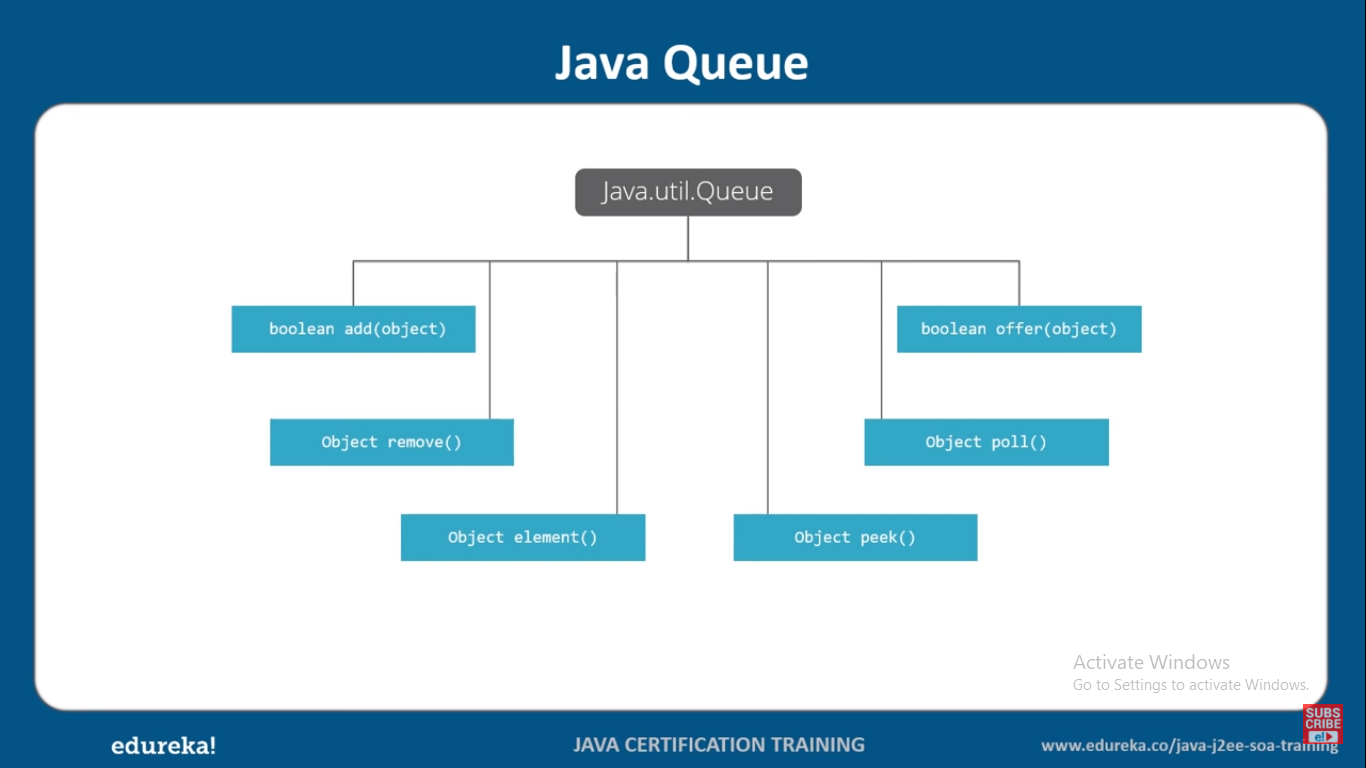 Java Queue
Java.util.Queue
boolean add(object)
boolean offer(object)
Object remove()
Object poll()
Object element()
Object peek()
Activate Windows
Go to Settings to activate Windows.
SUBS
CRIBE
e!
edureka!
JAVA CERTIFICATION TRAINING
www.edureka.co/java-j2ee-soa-training